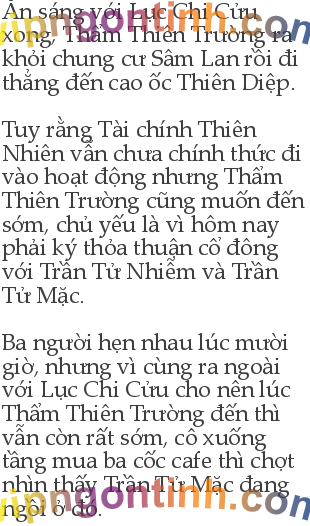 Ăn sáng với Lục Chi Cửu
xong, Thẩm Thiên Trường ra
khỏi chung cư Sâm Lan rồi đi
thẳng đến cao ốc Thiên Diệp.
Tuy rằng Tài chính Thiên
Nhiên vẫn chưa chính thức đi
vào hoạt động nhưng Thẩm
Thiên Trường cũng muốn đến
sớm, chủ yếu là vì hôm nay
phải ký thỏa thuận cổ đông
với Trần Tử Nhiễm và Trần
Tử Mặc.
Ba người hẹn nhau lúc mười
giờ, nhưng vì cùng ra ngoài
với Lục Chi Cửu cho nên lúc
Thẩm Thiên Trường đến thì
vẫn còn rất sớm, cô xuống
tầng mua ba cốc cafe thì chợt
nhìn thấy Trần Tử Mặc đang
ngồi ở đó.
vipngontinh.com
vipngontinh.com